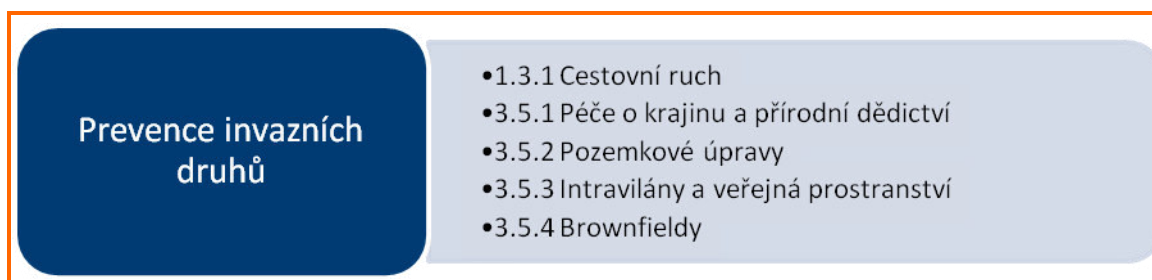 Prevence invazních
druhů
•1.3.1 Cestovní ruch
•3.5.1 Péče o krajinu a přírodní dědictví
•3.5.2 Pozemkové úpravy
•3.5.3 Intravilány a veřejná prostranství
•3.5.4 Brownfieldy